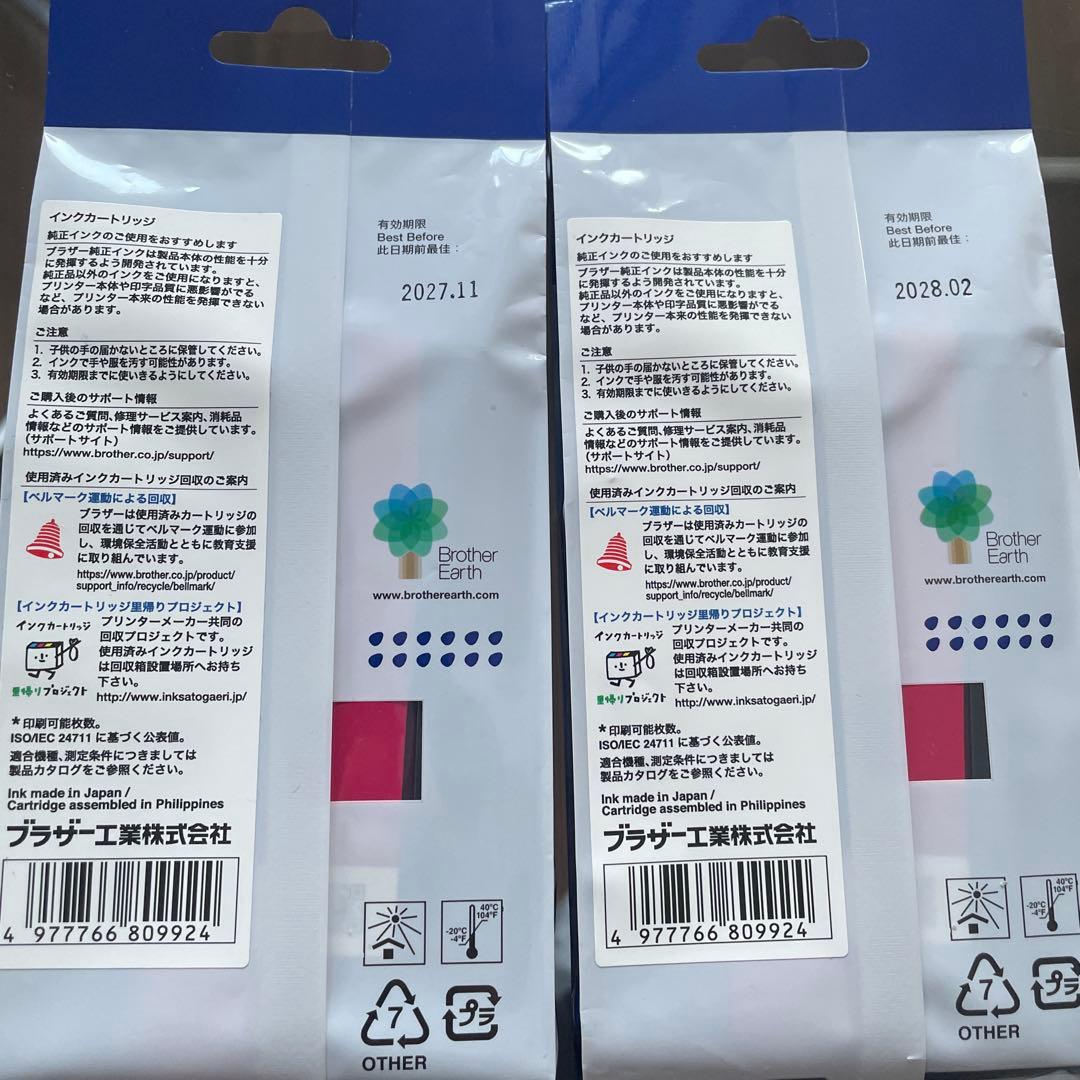 インクカートリッジ
純正インクのご使用をおすすめします
ブラザー純正インクは製品本体の性能を十分
に発揮するよう開発されています。
純正品以外のインクをご使用になりますと、
プリンター本体や印字品質に悪影響がでる
など、プリンター本来の性能を発揮できない
場合があります。
ご注意
1. 子供の手の届かないところに保管してください。
2. インクで手や服を汚す可能性があります。
3. 有効期限までに使いきるようにしてください。
ご購入後のサポート情報
よくあるご質問、修理サービス案内、消耗品
情報などのサポート情報をご提供しています。
(サポートサイト)
https://www.brother.co.jp/support/
使用済みインクカートリッジ回収のご案内
【ベルマーク運動による回収】
ブラザーは使用済みカートリッジの
回収を通じてベルマーク運動に参加
し、環境保全活動とともに教育支援
に取り組んでいます。
https://www.brother.co.jp/product/
support_info/recycle/bellmark/
【インクカートリッジ里帰りプロジェクト】
インクカートリッジ
里帰りプロジェクト
プリンターメーカー共同の
回収プロジェクトです。
使用済みインクカートリッジ
は回収箱設置場所へお持ち
下さい。
http://www.inksatogaeri.jp/
*印刷可能枚数。
ISO/IEC 24711 に基づく公表値。
適合機種、測定条件につきましては
製品カタログをご参照ください。
Ink made in Japan /
Cartridge assembled in Philippines
ブラザー工業株式会社
4 977766 809924
有効期限
Best Before
此日期前最佳：
2027.11
Brother
Earth
www.brotherearth.com
40°C
104°F
-20°C
-4°F
7
OTHER
プラ
インクカートリッジ
純正インクのご使用をおすすめします
ブラザー純正インクは製品本体の性能を十分
に発揮するよう開発されています。
純正品以外のインクをご使用になりますと、
プリンター本体や印字品質に悪影響がでる
など、プリンター本来の性能を発揮できない
場合があります。
ご注意
1. 子供の手の届かないところに保管してください。
2. インクで手や服を汚す可能性があります。
3. 有効期限までに使いきるようにしてください。
ご購入後のサポート情報
よくあるご質問、修理サービス案内、消耗品
情報などのサポート情報をご提供しています。
(サポートサイト)
https://www.brother.co.jp/support/
使用済みインクカートリッジ回収のご案内
【ベルマーク運動による回収】
ブラザーは使用済みカートリッジの
回収を通じてベルマーク運動に参加
し、環境保全活動とともに教育支援
に取り組んでいます。
https://www.brother.co.jp/product/
support_info/recycle/bellmark/
【インクカートリッジ里帰りプロジェクト】
インクカートリッジ
里帰りプロジェクト
プリンターメーカー共同の
回収プロジェクトです。
使用済みインクカートリッジ
は回収箱設置場所へお持ち
下さい。
http://www.inksatogaeri.jp/
*印刷可能枚数。
ISO/IEC 24711 に基づく公表値。
適合機種、測定条件につきましては
製品カタログをご参照ください。
Ink made in Japan /
Cartridge assembled in Philippines
ブラザー工業株式会社
4 977766 809924
有効期限
Best Before
此日期前最佳：
2028.02
Brother
Earth
www.brotherearth.com
40°C
104°F
-20°C
-4°F
7
OTHER
プラ